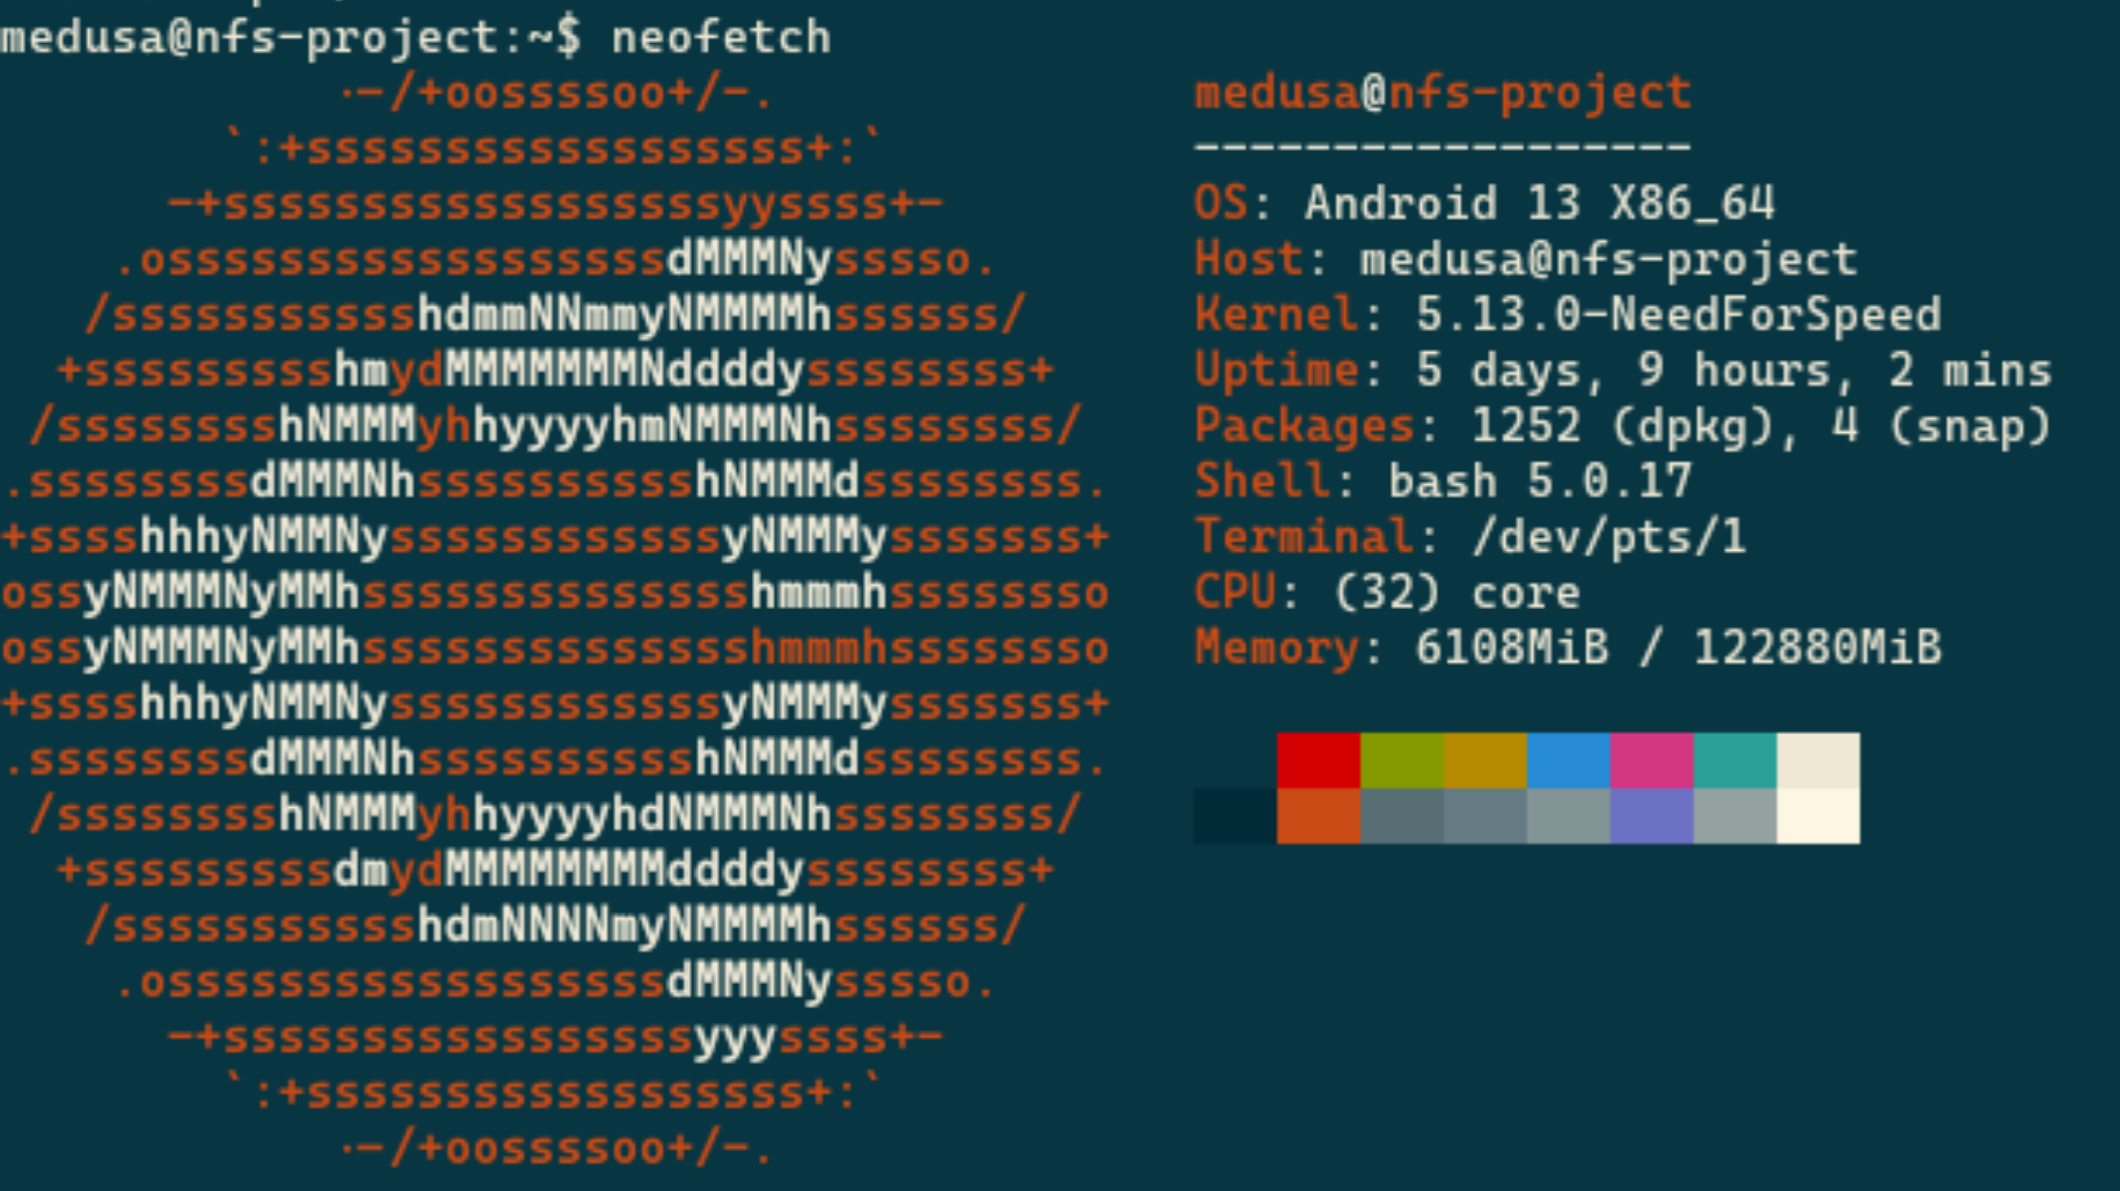 medusa@nfs-project:~$ neofetch
.-/+oossssoo+/-.
`:+ssssssssssssssssss+:`
-+ssssssssssssssssssyyssss+-
.ossssssssssssssssssdMMMNysssso.
/ssssssssssshdmmNNmmyNMMMMhssssss/
+ssssssssshmydMMMMMMMNddddyssssssss+
/sssssssshNMMMyhhyyyyhmNMMMNhssssssss/
.ssssssssdMMMNhsssssssssshNMMMdssssssss.
+sssshhhyNMMNyssssssssssssyNMMMysssssss+
ossyNMMMNyMMhsssssssssssssshmmmhssssssso
ossyNMMMNyMMhsssssssssssssshmmmhssssssso
+sssshhhyNMMNyssssssssssssyNMMMysssssss+
.ssssssssdMMMNhsssssssssshNMMMdssssssss.
/sssssssshNMMMyhhyyyyhdNMMMNhssssssss/
+sssssssssdmydMMMMMMMMddddyssssssss+
/ssssssssssshdmNNNNmyNMMMMhssssss/
.ossssssssssssssssssdMMMNysssso.
-+sssssssssssssssssyyyssss+-
`:+ssssssssssssssssss+:`
.-/+oossssoo+/-.
medusa@nfs-project
------------------
OS: Android 13 X86_64
Host: medusa@nfs-project
Kernel: 5.13.0-NeedForSpeed
Uptime: 5 days, 9 hours, 2 mins
Packages: 1252 (dpkg), 4 (snap)
Shell: bash 5.0.17
Terminal: /dev/pts/1
CPU: (32) core
Memory: 6108MiB / 122880MiB